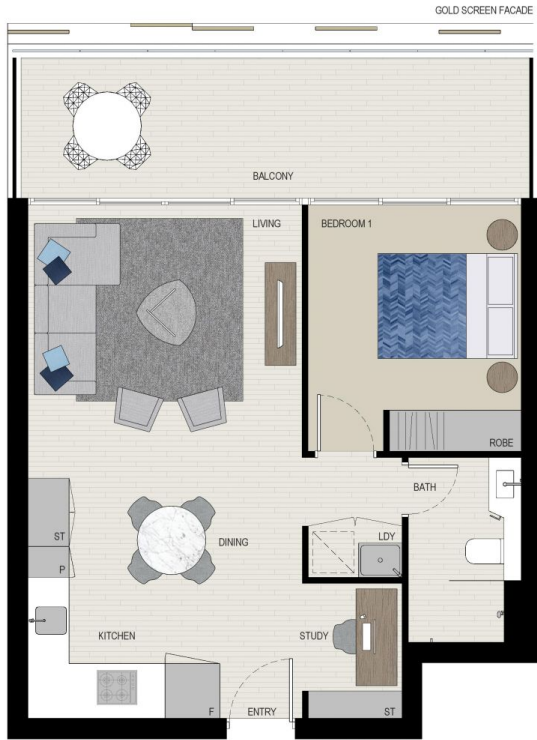 GOLD SCREEN FACADE
BALCONY
LIVING
BEDROOM 1
ROBE
BATH
ST
DINING
LDY
P
KITCHEN
STUDY
F
ENTRY
ST